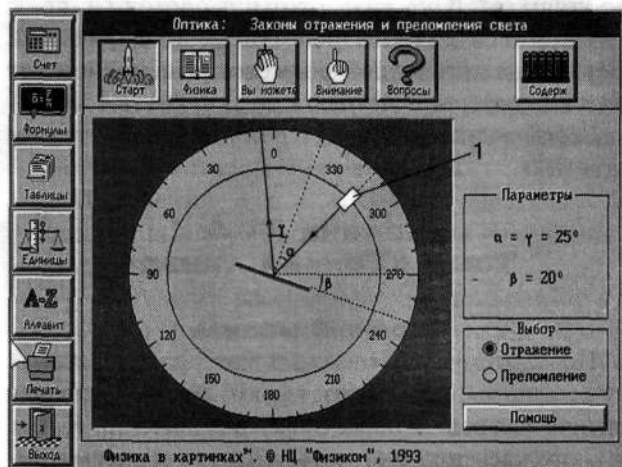 Оптика: Законы отражения и преломления света
Счет
Формулы
Таблицы
Единицы
A-Z
Алфавит
Печать
Выход
Старт
Физика
Вы можете
Внимание
Вопросы
Содерж
1
0
30
60
90
120
150
180
210
240
270
300
330
γ
α
β
Параметры
α = γ = 25°
β = 20°
Выбор
Отражение
Преломление
Помощь
Физика в картинках™. © НЦ "Физикон", 1993